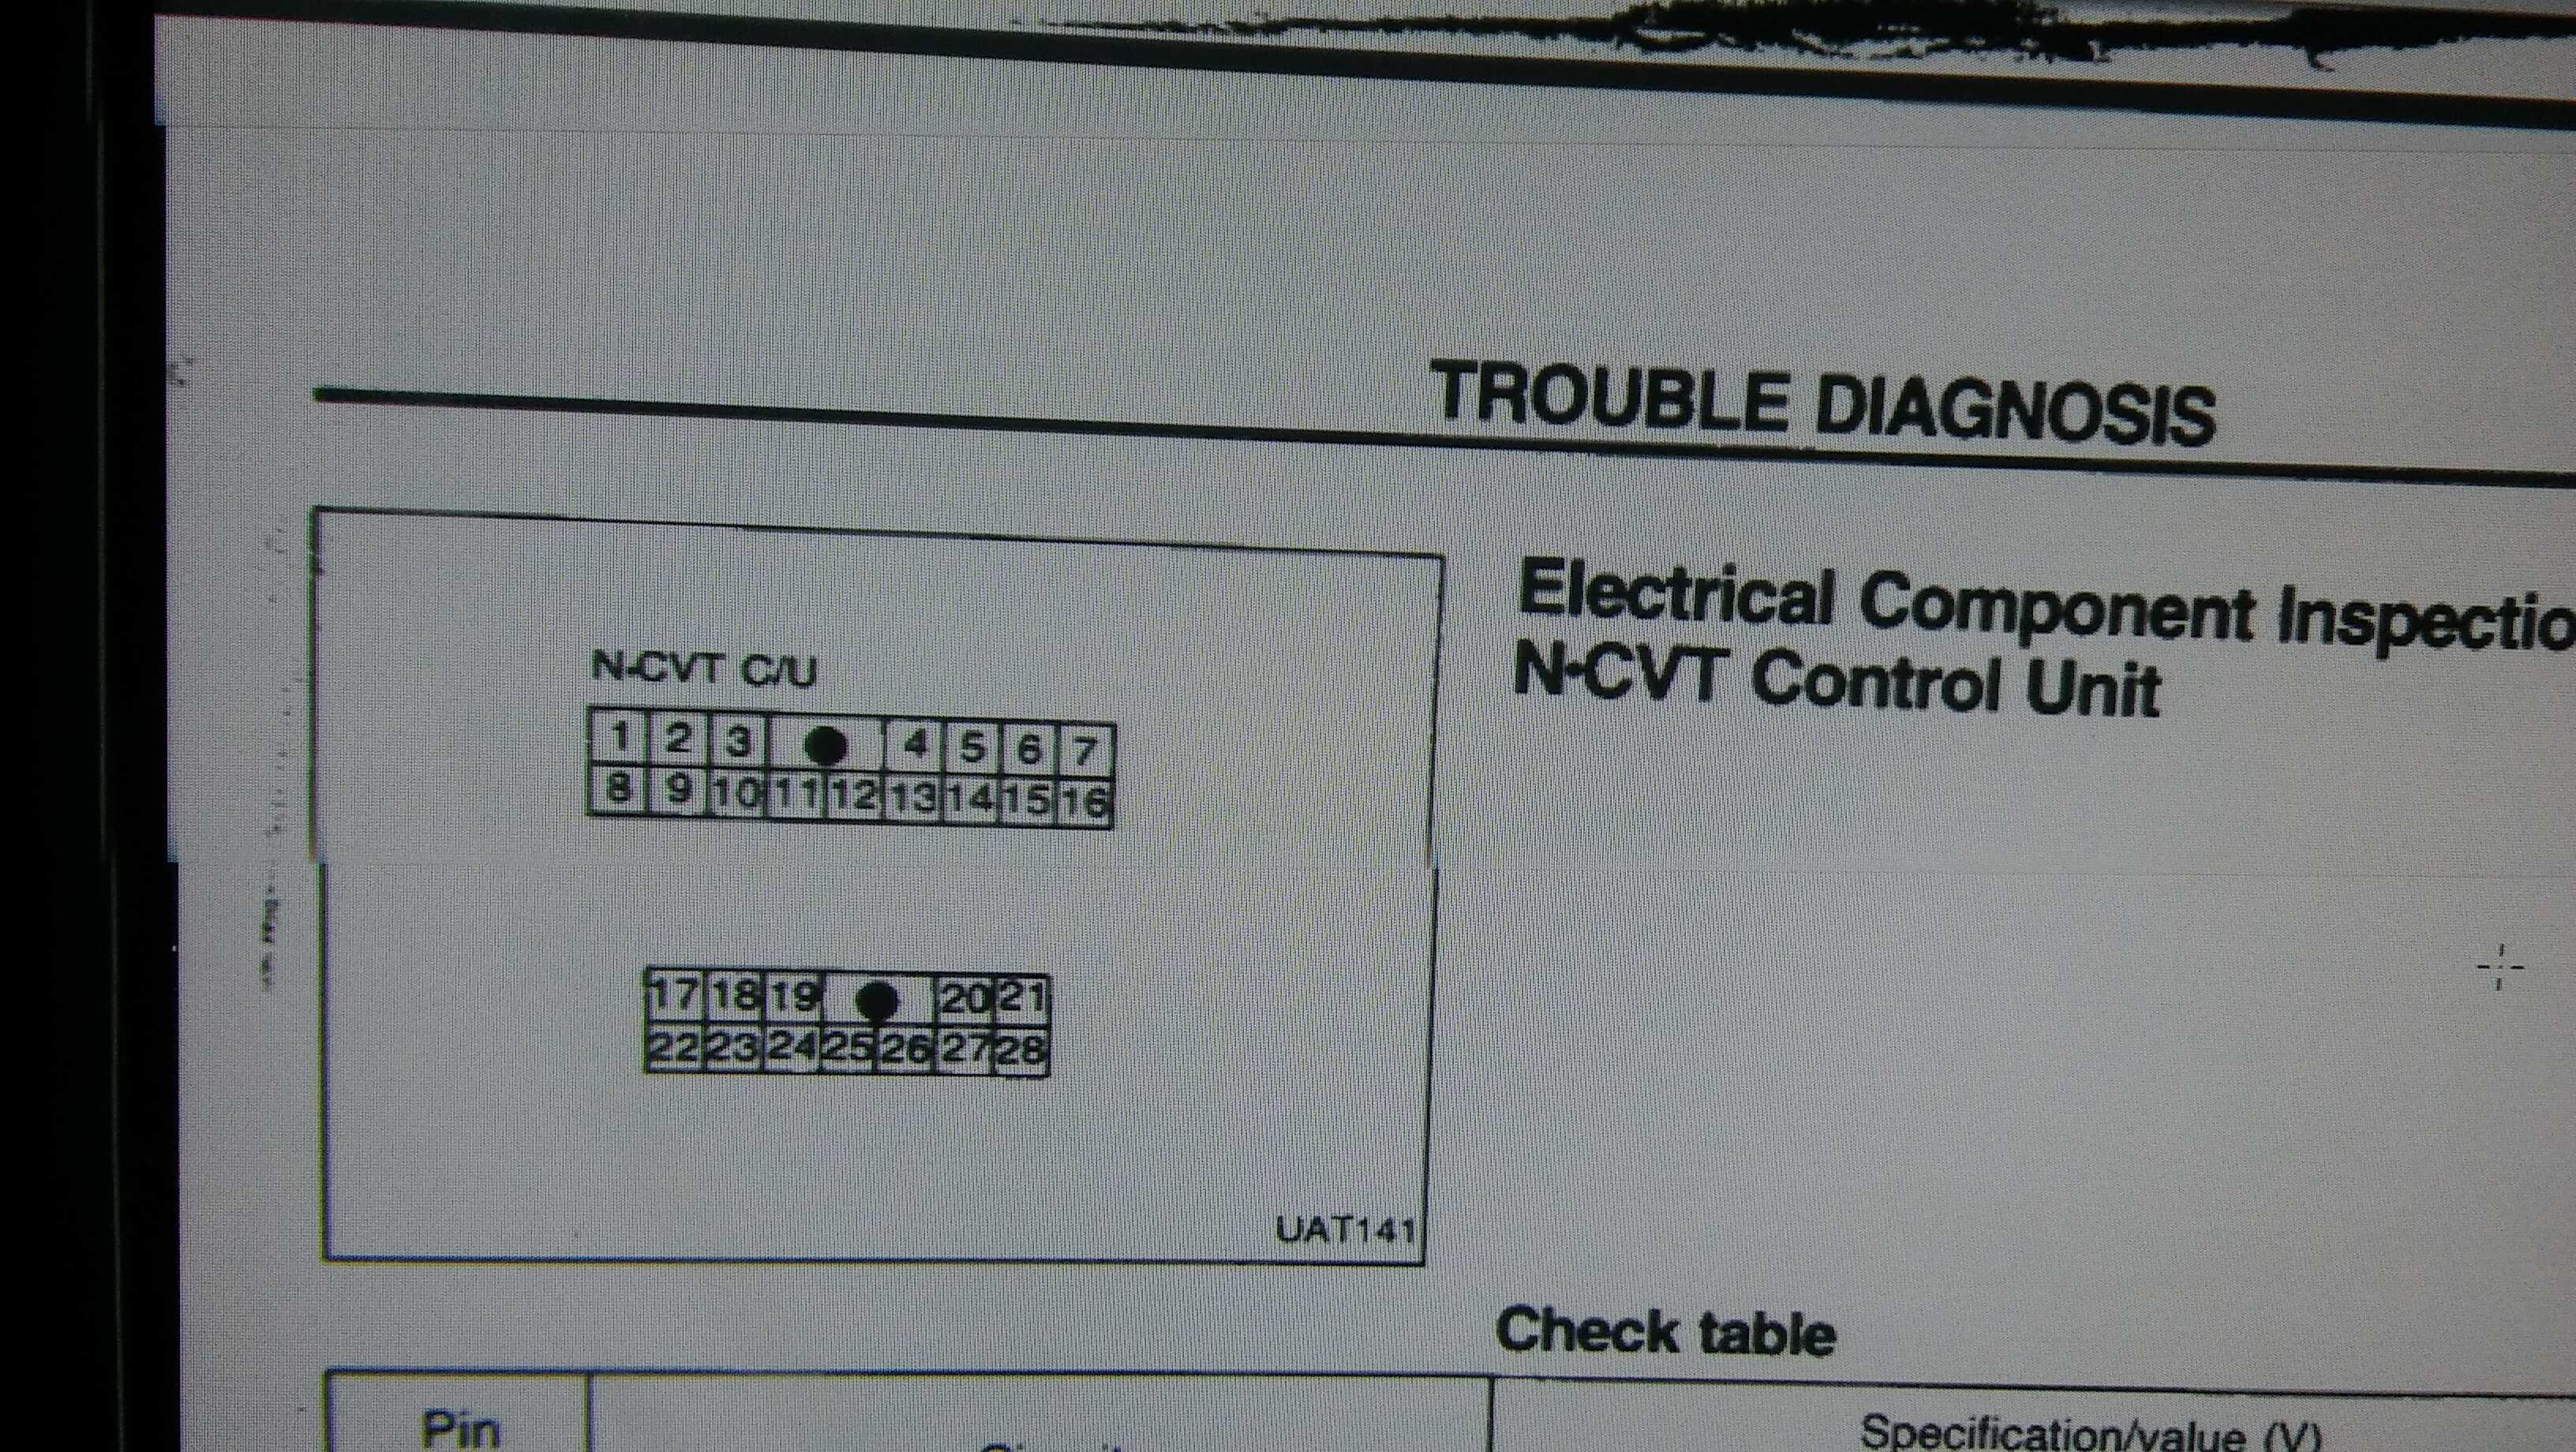 TROUBLE DIAGNOSIS
Electrical Component Inspectio
N-CVT Control Unit
N-CVT C/U
1 2 3 4 5 6 7
8 9 10 11 12 13 14 15 16
17 18 19 20 21
22 23 24 25 26 27 28
UAT141
Check table
Pin
Specification/value (V)